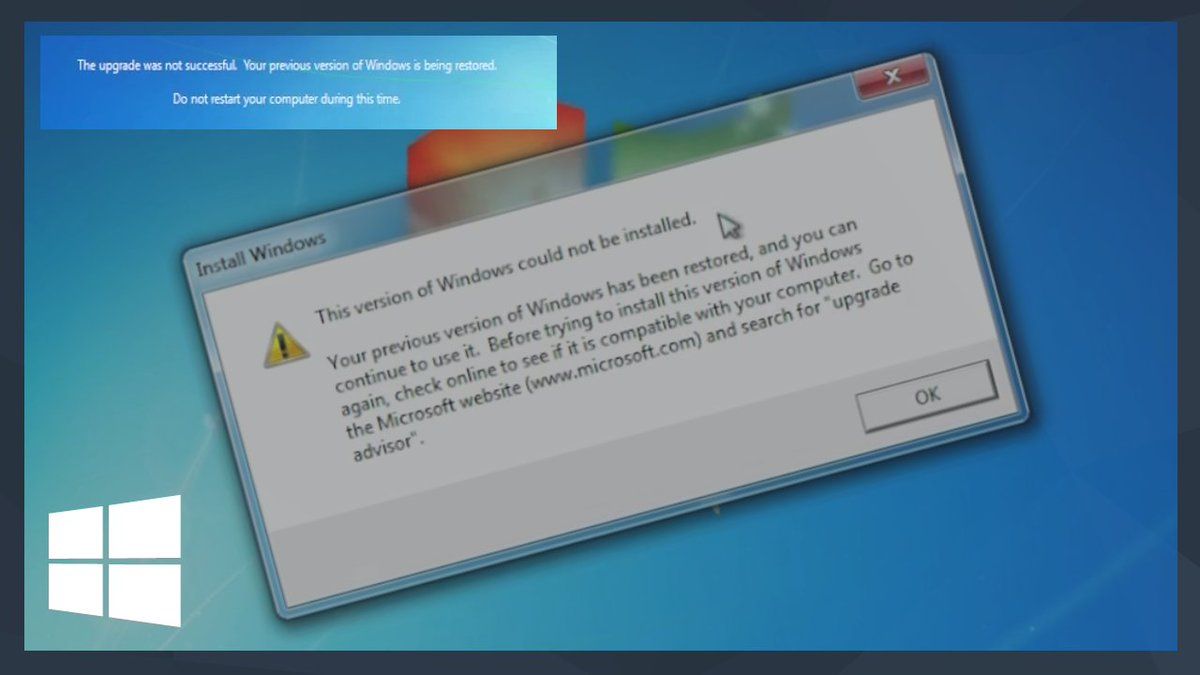 The upgrade was not successful.  Your previous version of Windows is being restored.
Do not restart your computer during this time.
Install Windows
This version of Windows could not be installed.
Your previous version of Windows has been restored, and you can
continue to use it.  Before trying to install this version of Windows
again, check online to see if it is compatible with your computer.  Go to
the Microsoft website (www.microsoft.com) and search for "upgrade
advisor".
OK